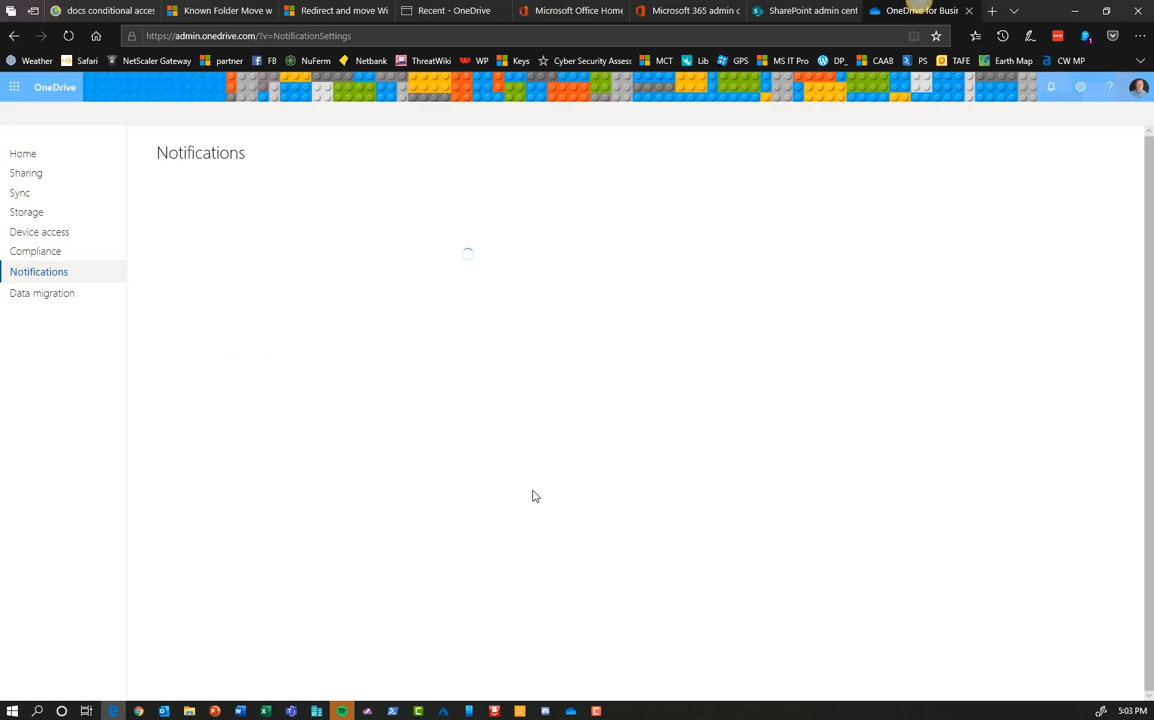 docs conditional acces
Known Folder Move w
Redirect and move Wi
Recent - OneDrive
Microsoft Office Home
Microsoft 365 admin c
SharePoint admin cent
OneDrive for Busin
https://admin.onedrive.com/?v=NotificationSettings
Weather
Safari
NetScaler Gateway
partner
FB
NuFerm
Netbank
ThreatWiki
WP
Keys
Cyber Security Assess
MCT
Lib
GPS
MS IT Pro
DP_
CAAB
PS
TAFE
Earth Map
CW MP
OneDrive
Home
Sharing
Sync
Storage
Device access
Compliance
Notifications
Data migration
Notifications
5:03 PM